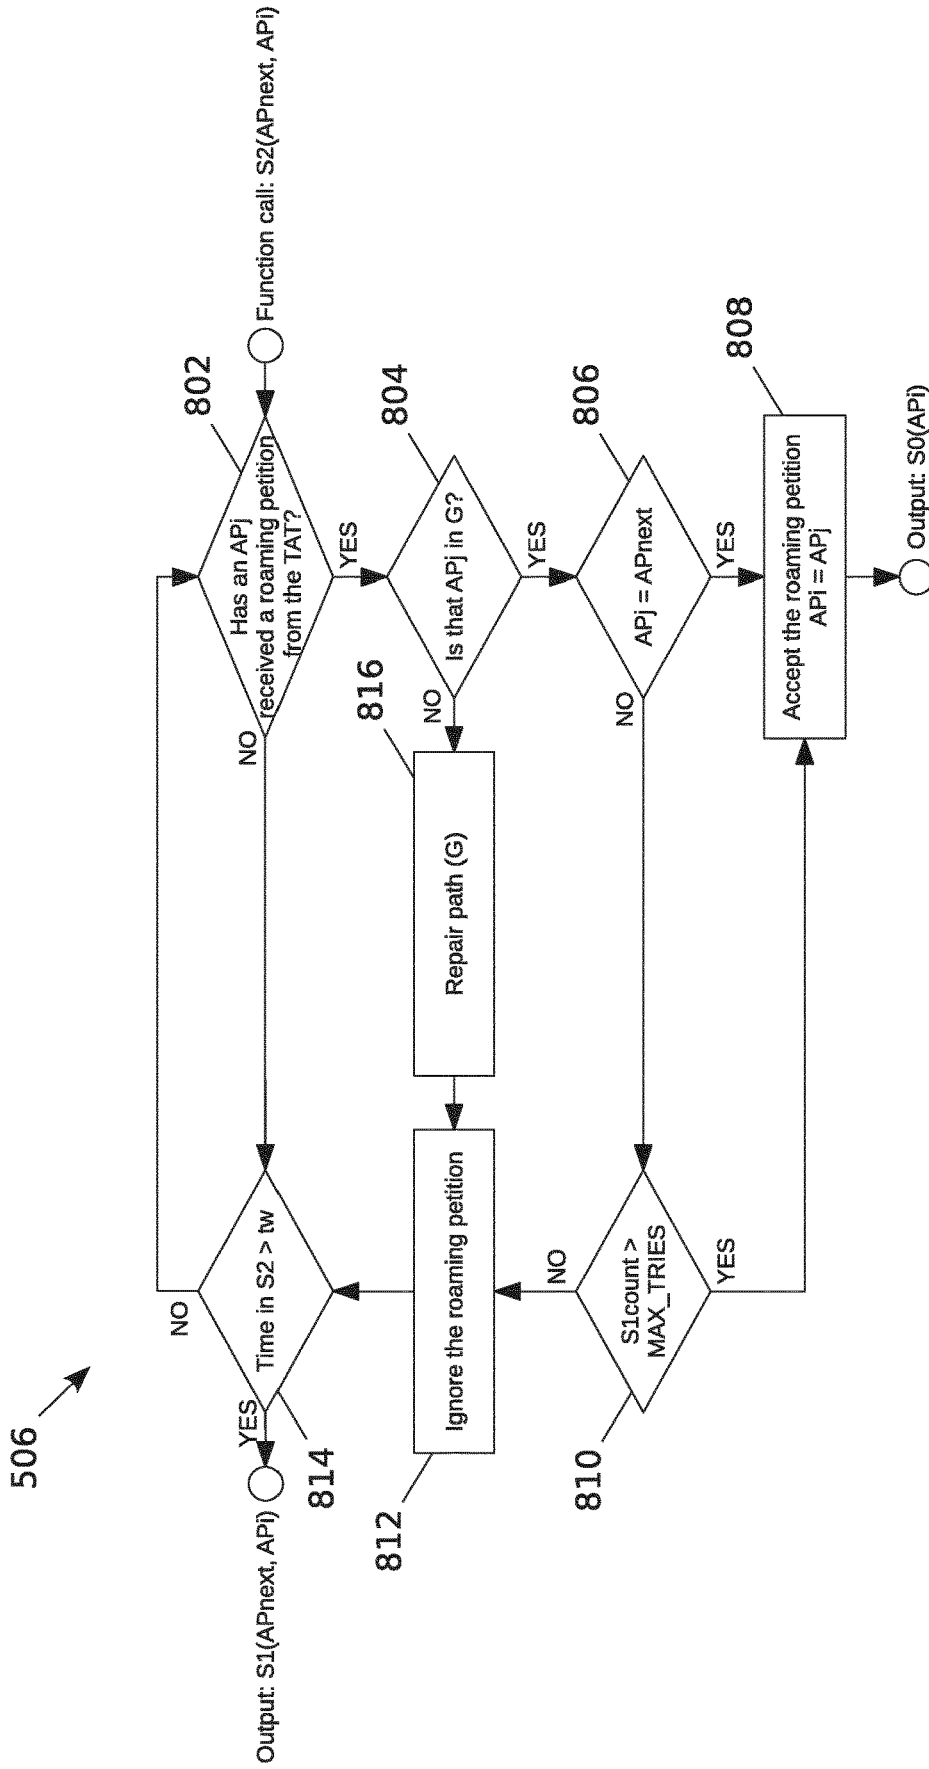 506
Function call: S2(APnext, APi)
802
Has an APj
received a roaming petition
from the TAT?
NO
YES
804
Is that APj in G?
NO
YES
816
Repair path (G)
806
APj = APnext
NO
YES
808
Accept the roaming petition
APi = APj
Output: S0(APi)
810
S1count >
MAX_TRIES
NO
YES
812
Ignore the roaming petition
814
Time in S2 > tw
NO
YES
Output: S1(APnext, APi)